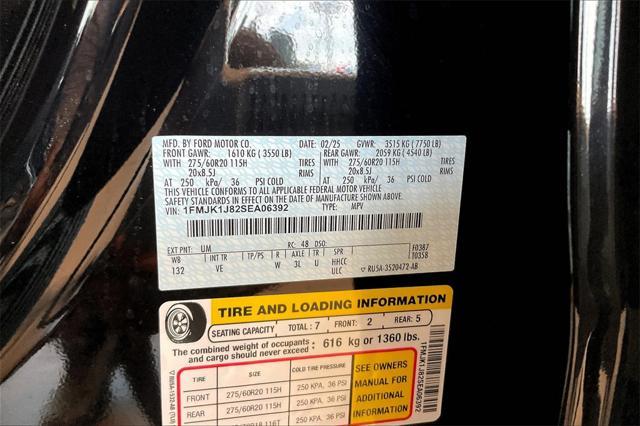 MFD. BY FORD MOTOR CO. 02/25 GVWR: 3515 KG ( 7750 LB)
FRONT GAWR: 1610 KG ( 3550 LB) REAR GAWR: 2059 KG ( 4540 LB)
WITH 275/60R20 115H TIRES WITH 275/60R20 115H TIRES
20x8.5J RIMS 20x8.5J RIMS
AT 250 kPa/ 36 PSI COLD AT 250 kPa/ 36 PSI COLD
THIS VEHICLE CONFORMS TO ALL APPLICABLE FEDERAL MOTOR VEHICLE
SAFETY STANDARDS IN EFFECT ON THE DATE OF MANUFACTURE SHOWN ABOVE.
VIN: 1FMJK1J82SEA06392 TYPE: MPV
EXT PNT: UM RC: 48 DSO: F0387
T0358
WB INT TR TP/PS R AXLE TR SPR
132 VE W 3L U HHCC
ULC ▽ RU5A-3520472-AB
TIRE AND LOADING INFORMATION
SEATING CAPACITY TOTAL: 7 FRONT: 2 REAR: 5
The combined weight of occupants
and cargo should never exceed : 616 kg or 1360 lbs.
TIRE SIZE COLD TIRE PRESSURE
FRONT 275/60R20 115H 250 KPA, 36 PSI
REAR 275/60R20 115H 250 KPA, 36 PSI
116T
SEE OWNERS
MANUAL FOR
ADDITIONAL
INFORMATION
1FMJK1J82SEA06392